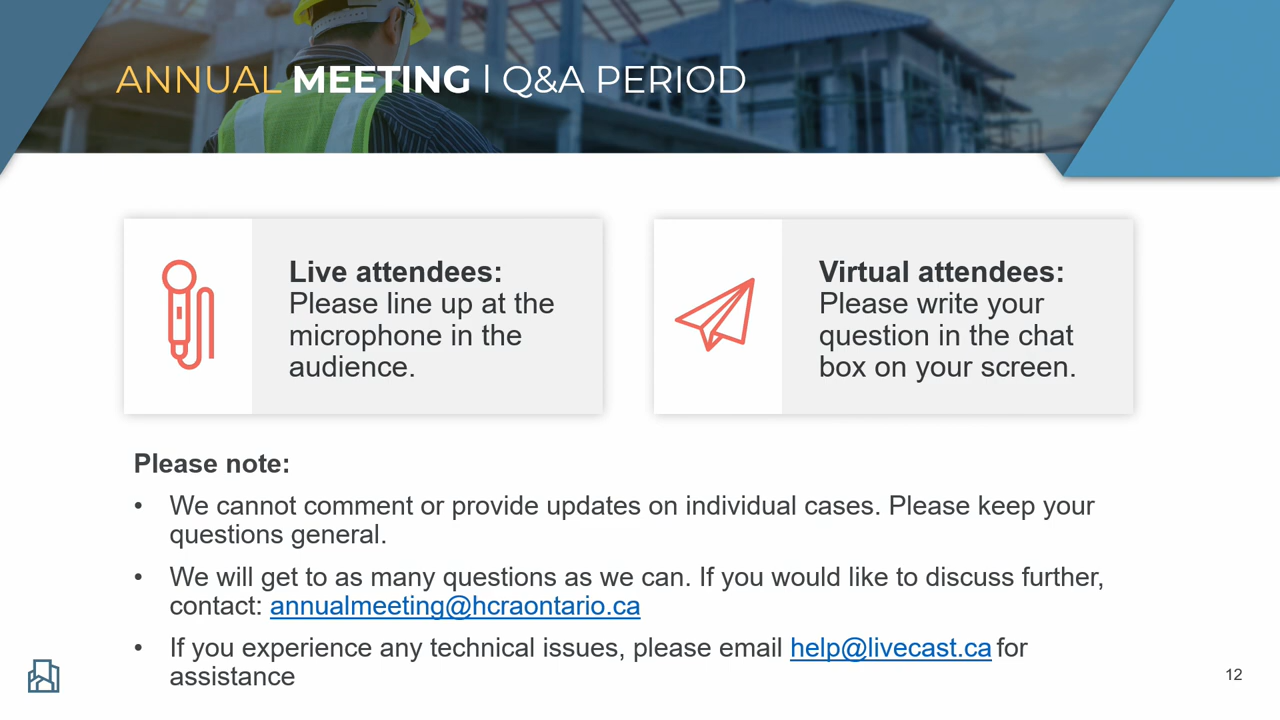 ANNUAL MEETING | Q&A PERIOD
Live attendees:
Please line up at the
microphone in the
audience.
Virtual attendees:
Please write your
question in the chat
box on your screen.
Please note:
• We cannot comment or provide updates on individual cases. Please keep your
questions general.
• We will get to as many questions as we can. If you would like to discuss further,
contact: annualmeeting@hcraontario.ca
• If you experience any technical issues, please email help@livecast.ca for
assistance
12